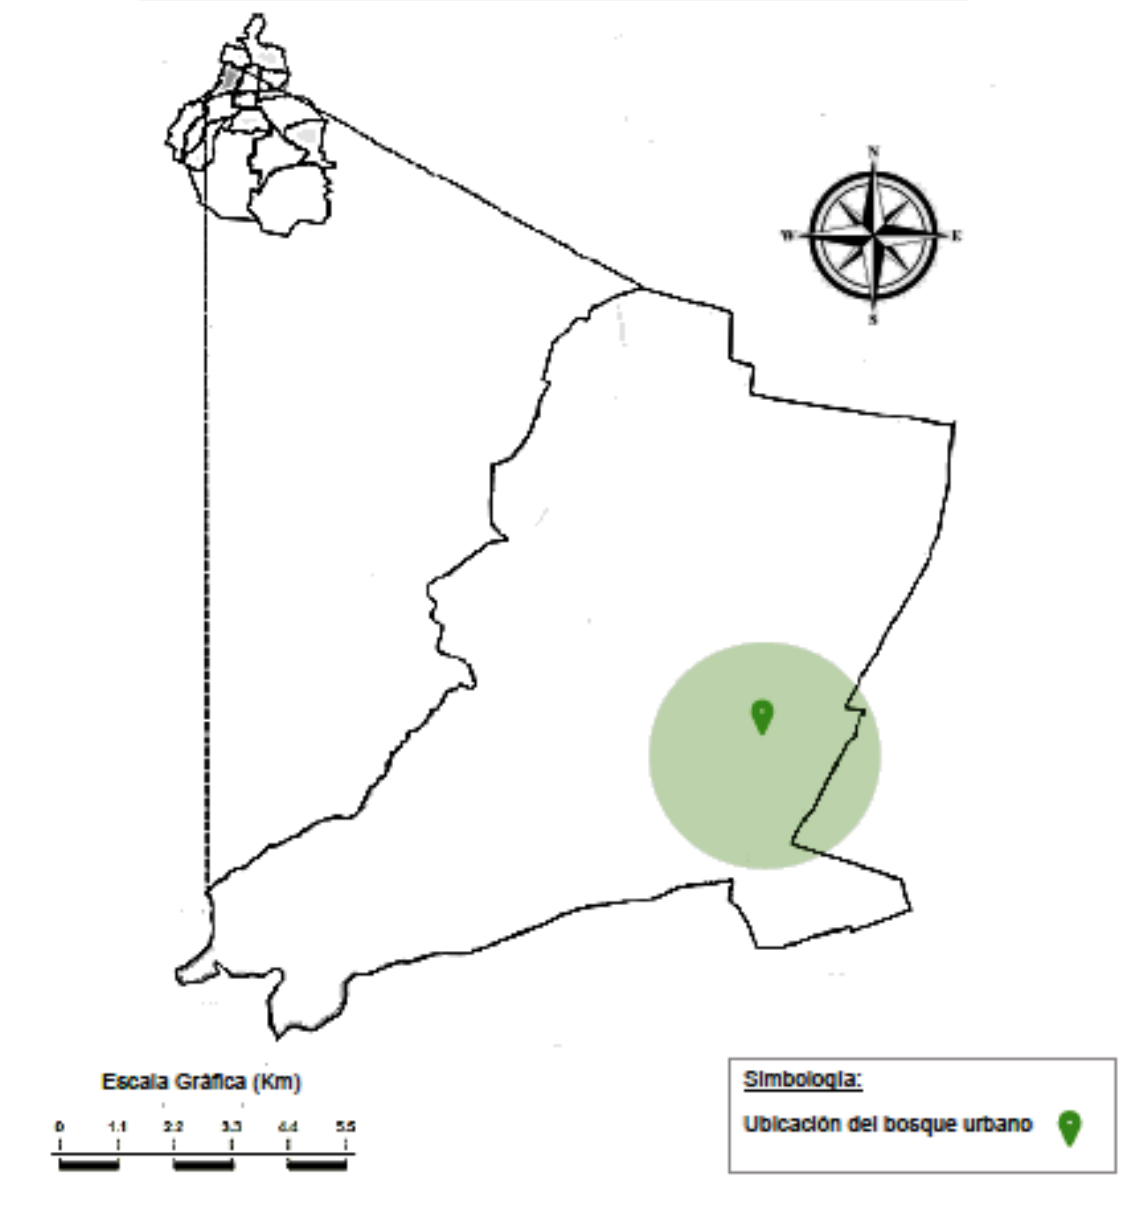 N
W E
S
Escala Gráfica (Km)
0 1.1 2.2 3.3 4.4 5.5
Simbología:
Ubicación del bosque urbano